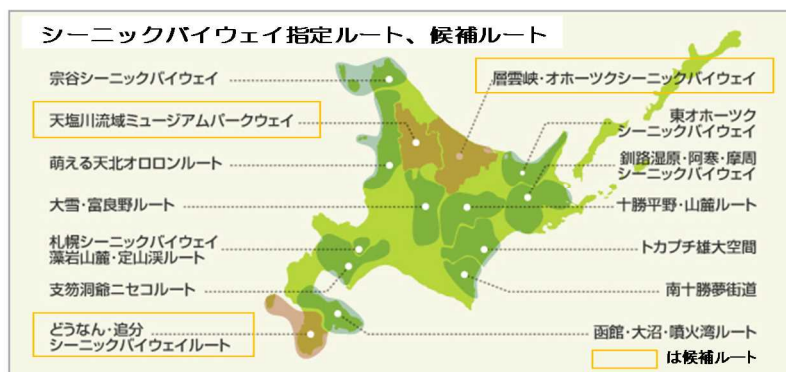 シーニックバイウェイ指定ルート、候補ルート
宗谷シーニックバイウェイ
天塩川流域ミュージアムパークウェイ
萌える天北オロロンルート
大雪・富良野ルート
札幌シーニックバイウェイ
藻岩山麓・定山渓ルート
支笏洞爺ニセコルート
どうなん・追分
シーニックバイウェイルート
層雲峡・オホーツクシーニックバイウェイ
東オホーツク
シーニックバイウェイ
釧路湿原・阿寒・摩周
シーニックバイウェイ
十勝平野・山麓ルート
トカプチ雄大空間
南十勝夢街道
函館・大沼・噴火湾ルート
は候補ルート